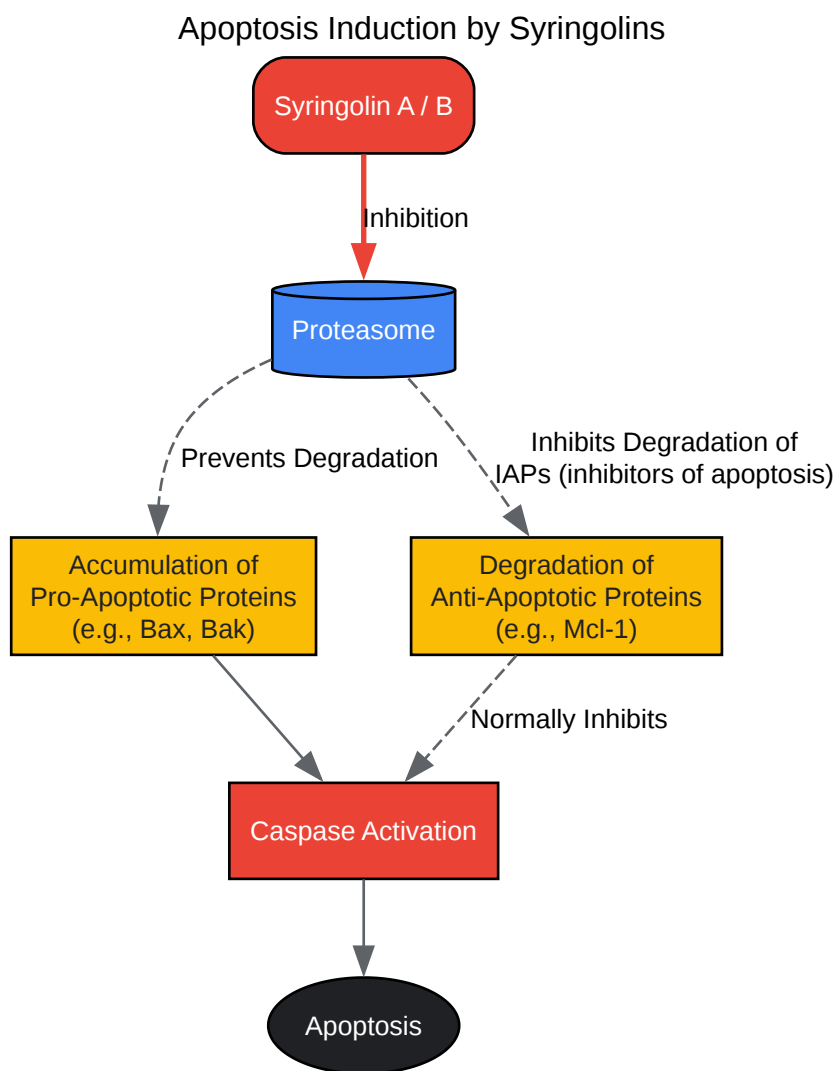 Apoptosis Induction by Syringolins
Syringolin A / B
Inhibition
Proteasome
Prevents Degradation
Inhibits Degradation of
IAPs (inhibitors of apoptosis)
Accumulation of
Pro-Apoptotic Proteins
(e.g., Bax, Bak)
Degradation of
Anti-Apoptotic Proteins
(e.g., Mcl-1)
Normally Inhibits
Caspase Activation
Apoptosis